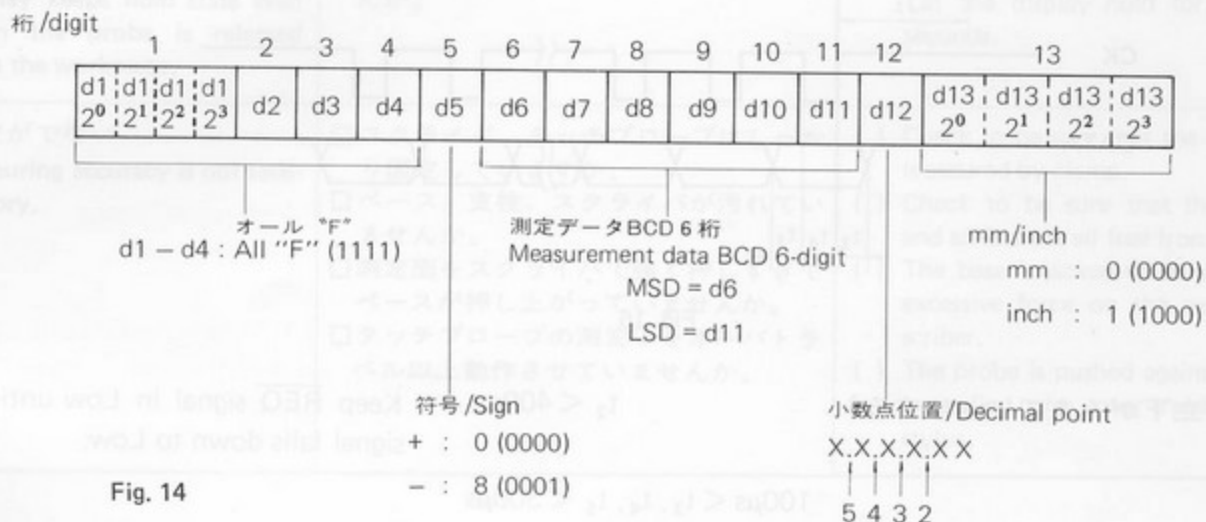 桁/digit
1 2 3 4 5 6 7 8 9 10 11 12 13
d1 d1 d1 d1 d2 d3 d4 d5 d6 d7 d8 d9 d10 d11 d12 d13 d13 d13 d13
2⁰ 2¹ 2² 2³ 2⁰ 2¹ 2² 2³
オール "F"
d1 – d4 : All "F" (1111)
測定データBCD 6桁
Measurement data BCD 6-digit
MSD = d6
LSD = d11
mm/inch
mm : 0 (0000)
inch : 1 (1000)
符号/Sign
+ : 0 (0000)
– : 8 (0001)
小数点位置/Decimal point
X.X.X.X.X X
5 4 3 2
Fig. 14